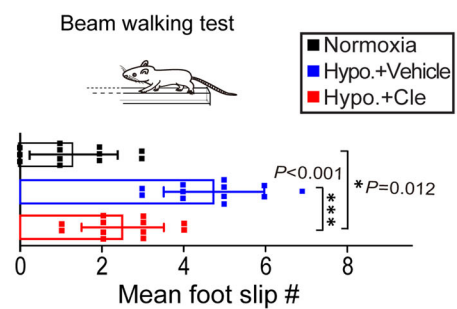 Beam walking test
Normoxia
Hypo.+Vehicle
Hypo.+Cle
P<0.001
***
*P=0.012
0 2 4 6 8
Mean foot slip #